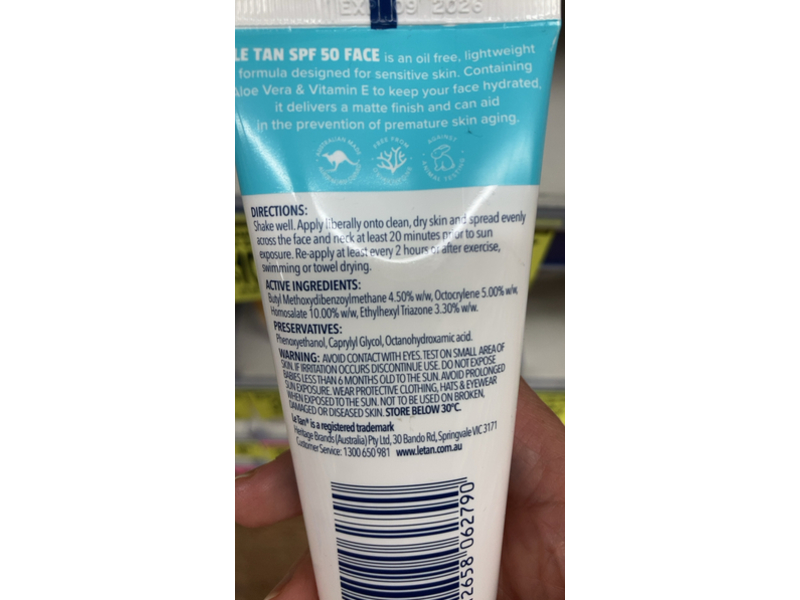 EXP 09 2026
LE TAN SPF 50 FACE is an oil free, lightweight
formula designed for sensitive skin. Containing
Aloe Vera & Vitamin E to keep your face hydrated,
it delivers a matte finish and can aid
in the prevention of premature skin aging.
AUSTRALIAN MADE
FREE FROM
AGAINST
ANIMAL TESTING
DIRECTIONS:
Shake well. Apply liberally onto clean, dry skin and spread evenly
across the face and neck at least 20 minutes prior to sun
exposure. Re-apply at least every 2 hours or after exercise,
swimming or towel drying.
ACTIVE INGREDIENTS:
Butyl Methoxydibenzoylmethane 4.50% w/w, Octocrylene 5.00% w/w,
Homosalate 10.00% w/w, Ethylhexyl Triazone 3.30% w/w.
PRESERVATIVES:
Phenoxyethanol, Caprylyl Glycol, Octanohydroxamic acid.
WARNING: AVOID CONTACT WITH EYES. TEST ON SMALL AREA OF
SKIN. IF IRRITATION OCCURS DISCONTINUE USE. DO NOT EXPOSE
BABIES LESS THAN 6 MONTHS OLD TO THE SUN. AVOID PROLONGED
SUN EXPOSURE. WEAR PROTECTIVE CLOTHING, HATS & EYEWEAR
WHEN EXPOSED TO THE SUN. NOT TO BE USED ON BROKEN,
DAMAGED OR DISEASED SKIN. STORE BELOW 30°C.
Le Tan® is a registered trademark
Heritage Brands (Australia) Pty Ltd, 30 Bando Rd, Springvale VIC 3171
Customer Service: 1300 650 981 www.letan.com.au
2658 062790